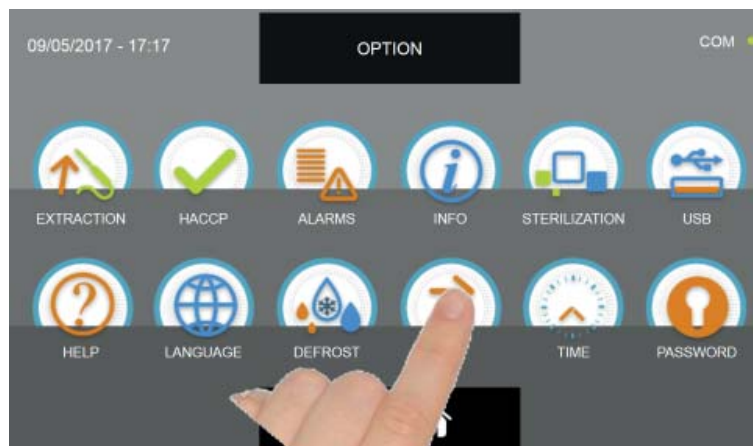 09/05/2017 - 17:17 OPTION COM
EXTRACTION HACCP ALARMS INFO STERILIZATION USB
HELP LANGUAGE DEFROST TIME PASSWORD